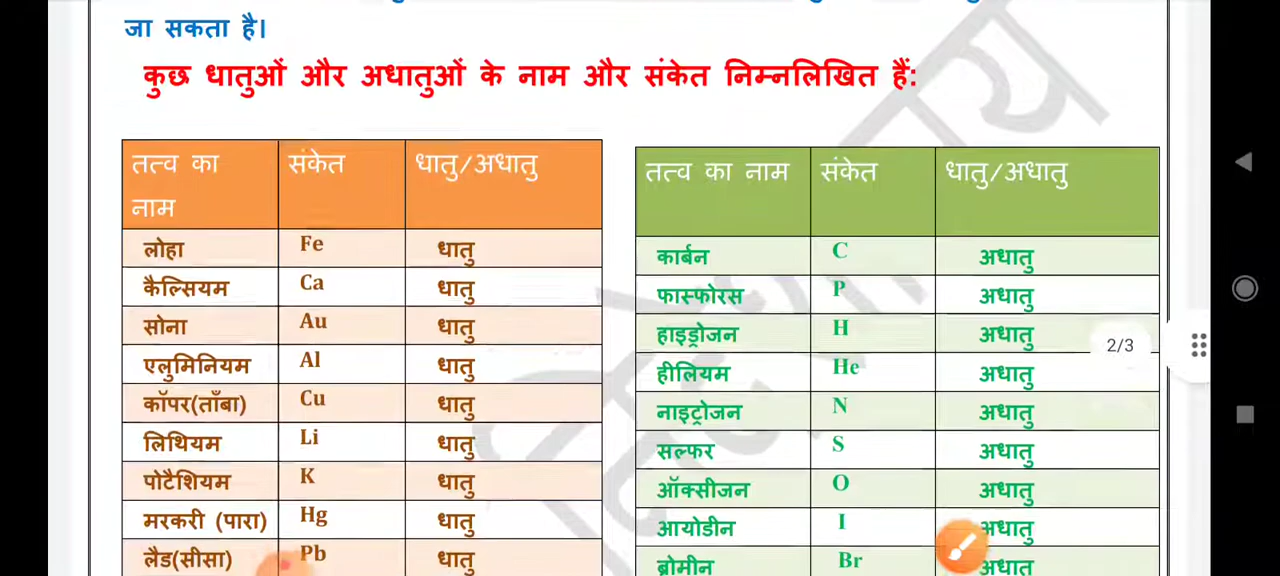 जा सकता है।
कुछ धातुओं और अधातुओं के नाम और संकेत निम्नलिखित हैं:
तत्व का नाम संकेत धातु/अधातु
लोहा Fe धातु
कैल्सियम Ca धातु
सोना Au धातु
एलुमिनियम Al धातु
कॉपर(ताँबा) Cu धातु
लिथियम Li धातु
पोटैशियम K धातु
मरकरी (पारा) Hg धातु
लैड(सीसा) Pb धातु
तत्व का नाम संकेत धातु/अधातु
कार्बन C अधातु
फास्फोरस P अधातु
हाइड्रोजन H अधातु
हीलियम He अधातु
नाइट्रोजन N अधातु
सल्फर S अधातु
ऑक्सीजन O अधातु
आयोडीन I अधातु
ब्रोमीन Br अधातु
2/3